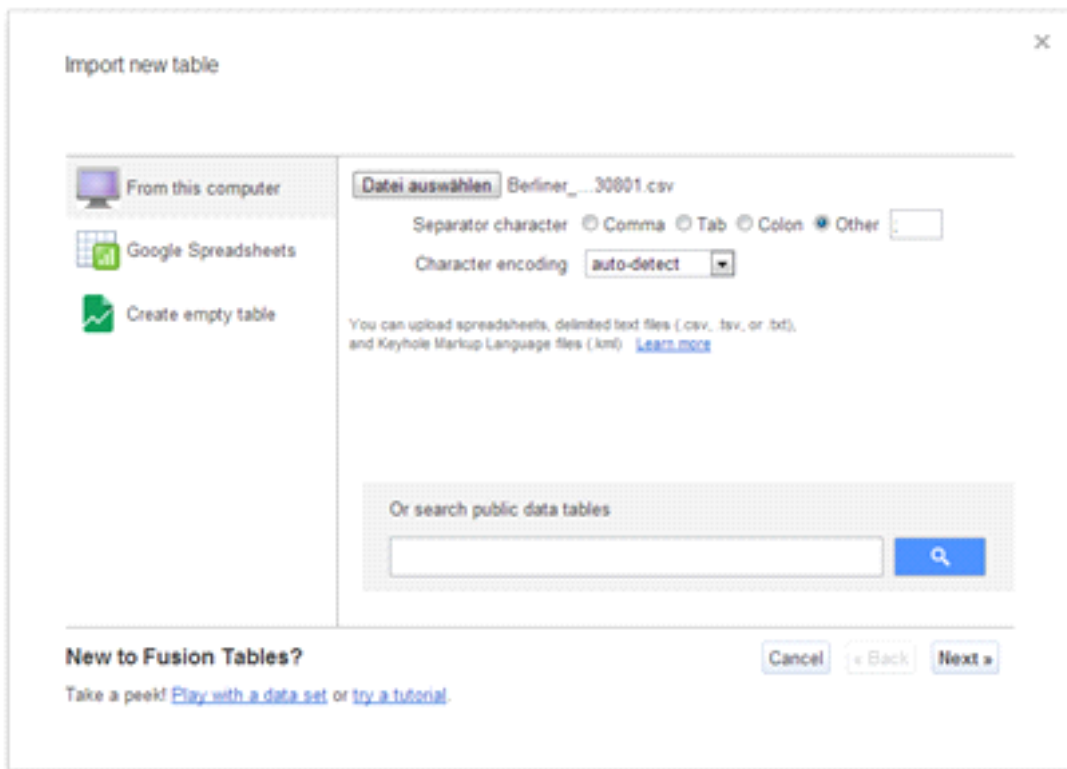 Import new table
From this computer
Google Spreadsheets
Create empty table
Datei auswählen Berliner_...30801.csv
Separator character Comma Tab Colon Other ;
Character encoding auto-detect
You can upload spreadsheets, delimited text files (.csv, .tsv, or .txt),
and Keyhole Markup Language files (.kml) Learn more
Or search public data tables
New to Fusion Tables?
Cancel « Back Next »
Take a peek! Play with a data set or try a tutorial.